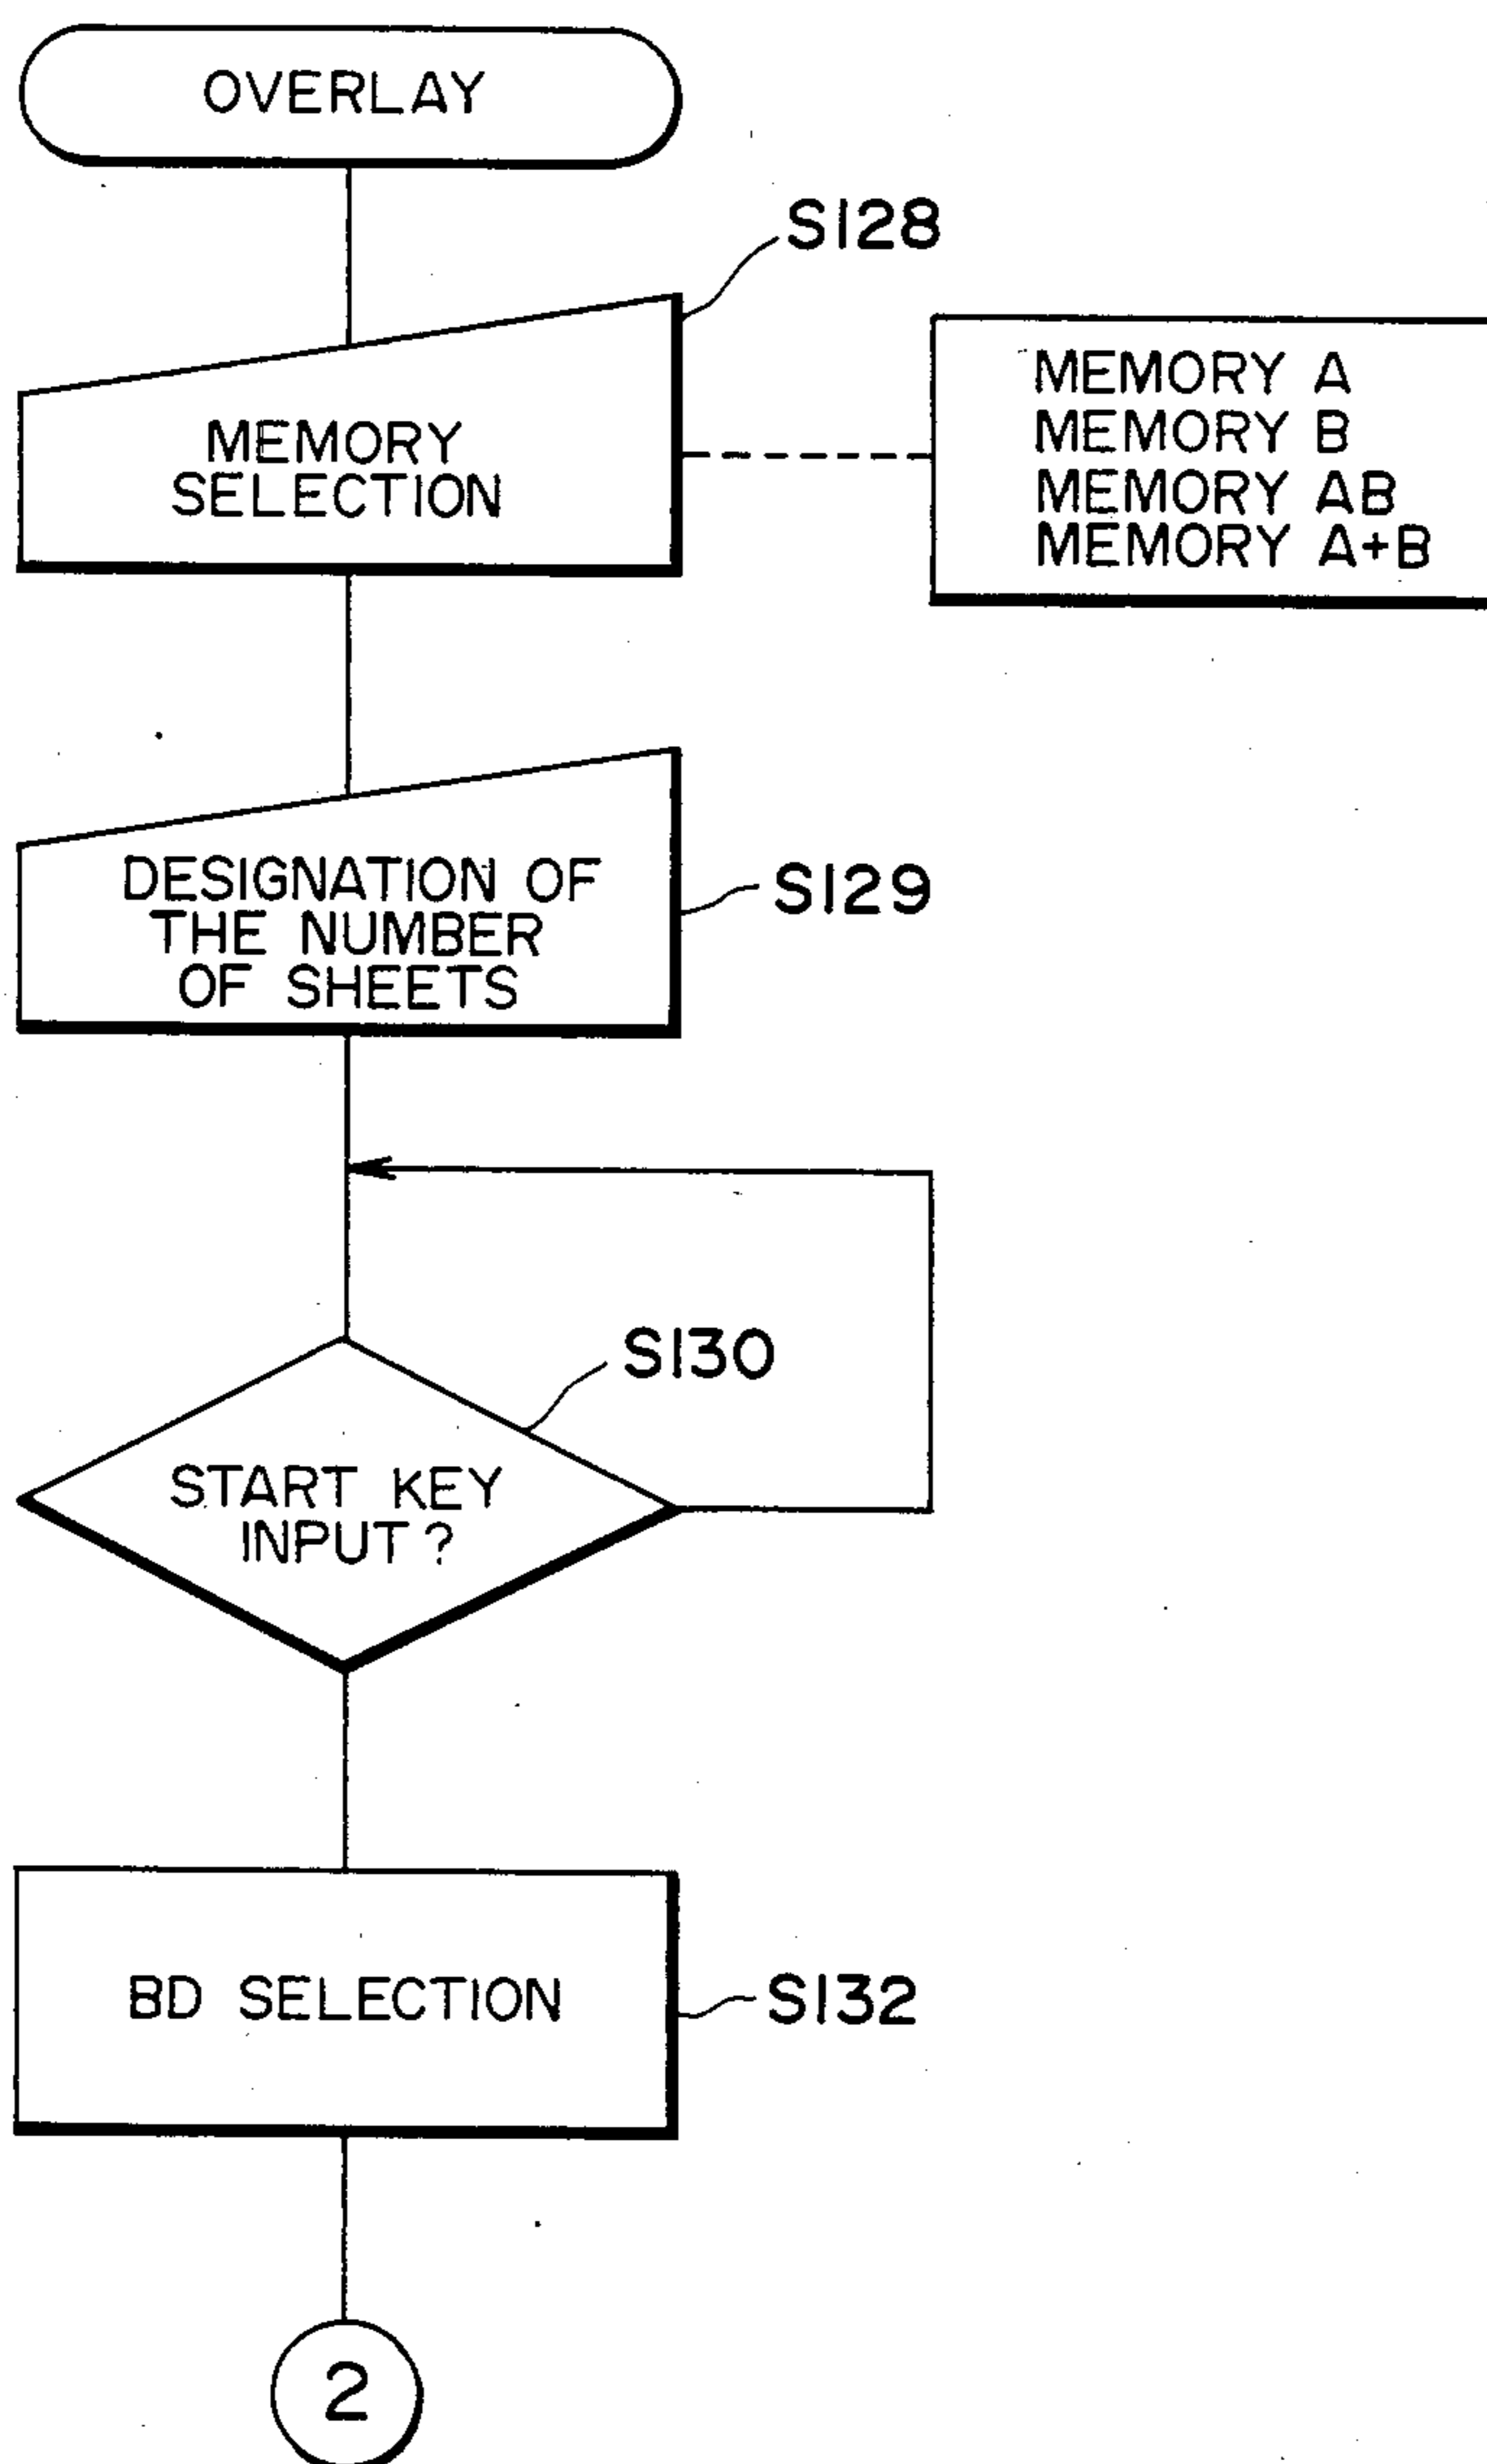 OVERLAY
S128
MEMORY
SELECTION
MEMORY A
MEMORY B
MEMORY AB
MEMORY A+B
DESIGNATION OF
THE NUMBER
OF SHEETS
S129
S130
START KEY
INPUT?
BD SELECTION
S132
2